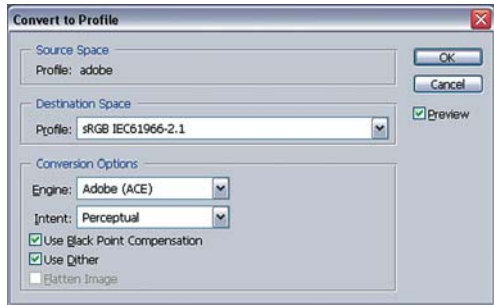 Convert to Profile
Source Space
Profile: adobe
OK
Cancel
Destination Space
Preview
Profile: sRGB IEC61966-2.1
Conversion Options
Engine: Adobe (ACE)
Intent: Perceptual
Use Black Point Compensation
Use Dither
Flatten Image